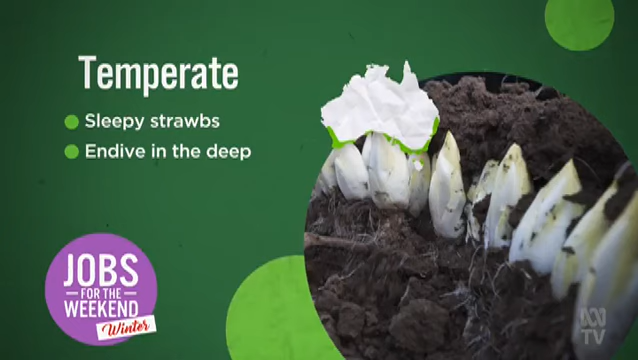 Temperate
Sleepy strawbs
Endive in the deep
JOBS
FOR THE
WEEKEND
Winter
ABC
TV